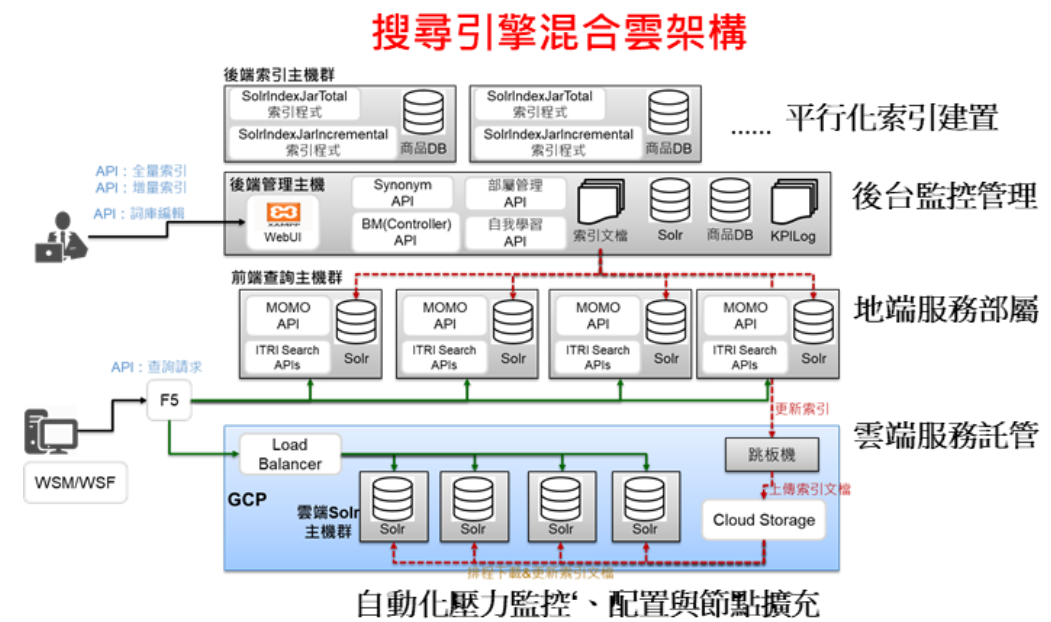 搜尋引擎混合雲架構
後端索引主機群
SolrIndexJarTotal
索引程式
SolrIndexJarIncremental
索引程式
商品DB
SolrIndexJarTotal
索引程式
SolrIndexJarIncremental
索引程式
商品DB
...... 平行化索引建置
API：全量索引
API：增量索引
API：詞庫編輯
後端管理主機
XAMPP
WebUI
Synonym
API
BM(Controller)
API
部屬管理
API
自我學習
API
索引文檔
Solr
商品DB
KPILog
後台監控管理
前端查詢主機群
MOMO
API
ITRI Search
APIs
Solr
MOMO
API
ITRI Search
APIs
Solr
MOMO
API
ITRI Search
APIs
Solr
MOMO
API
ITRI Search
APIs
Solr
地端服務部屬
API：查詢請求
F5
WSM/WSF
更新索引
雲端服務託管
Load
Balancer
跳板機
上傳索引文檔
GCP
雲端Solr
主機群
Solr
Solr
Solr
Solr
Cloud Storage
排程下載&更新索引文檔
自動化壓力監控‘、配置與節點擴充